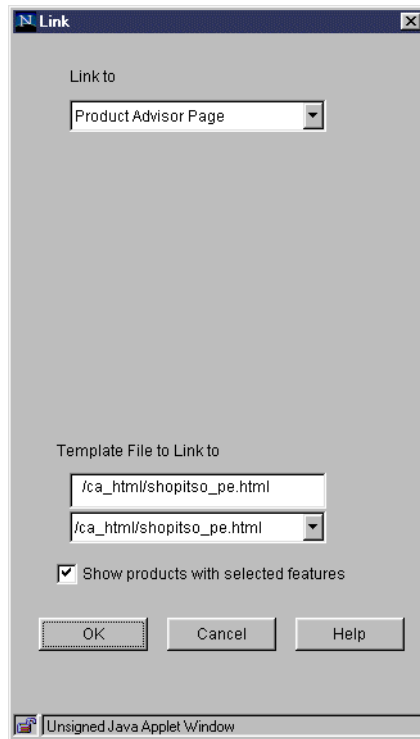 N Link
Link to
Product Advisor Page
Template File to Link to
/ca_html/shopitso_pe.html
/ca_html/shopitso_pe.html
Show products with selected features
OK Cancel Help
Unsigned Java Applet Window